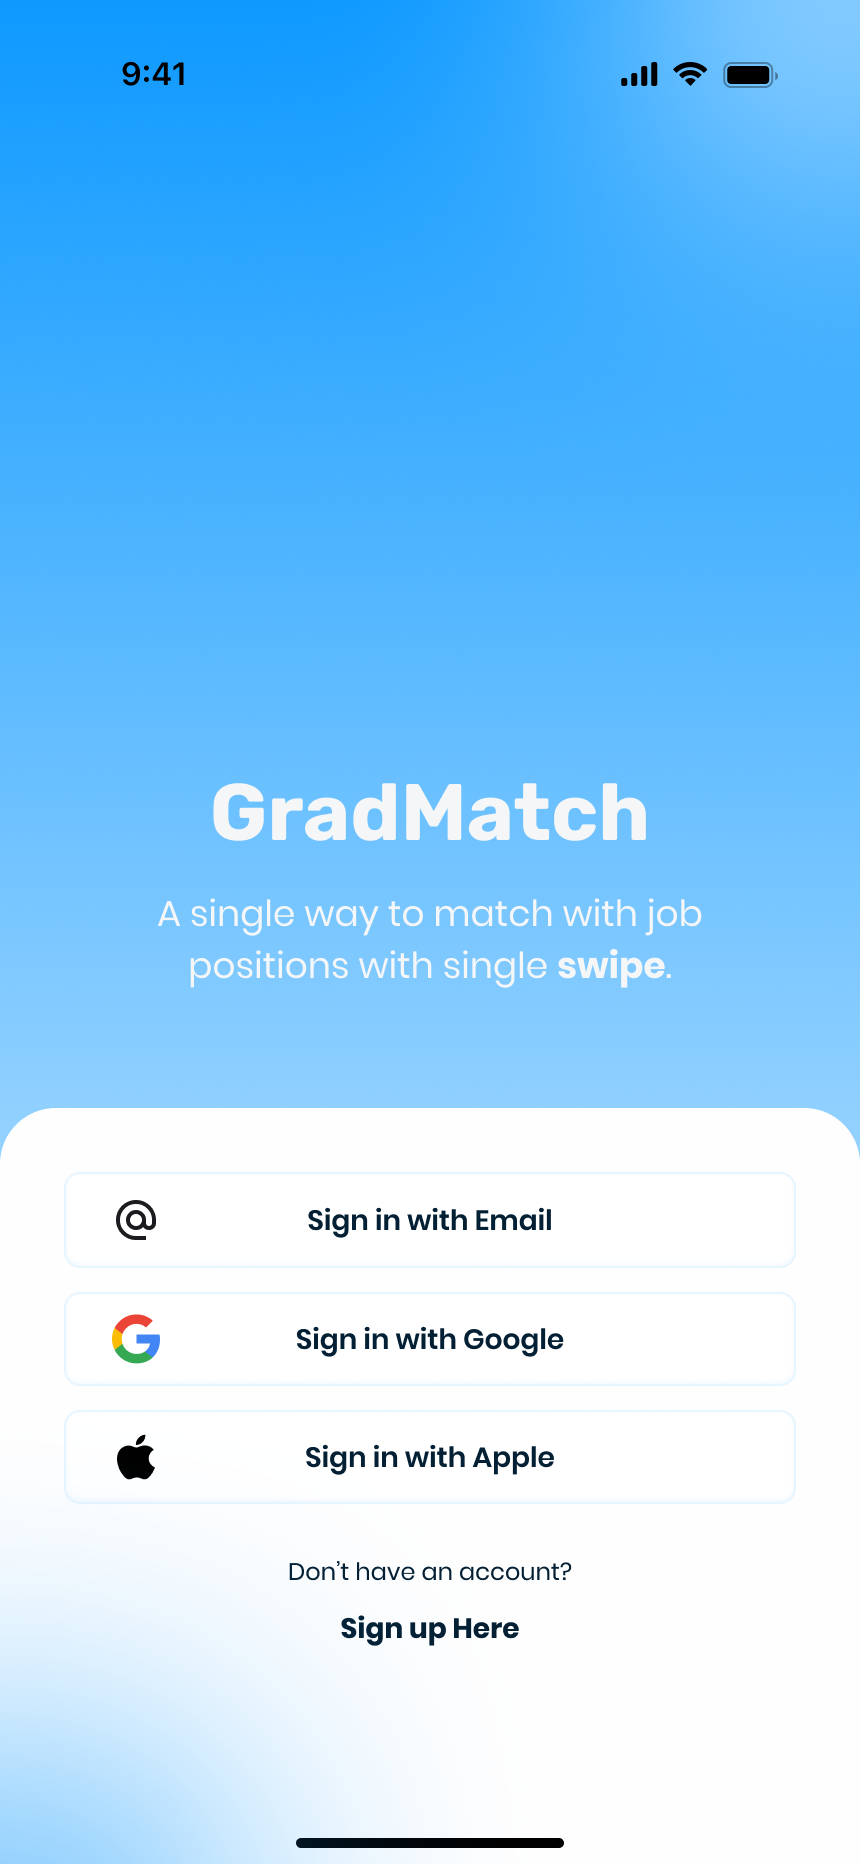 9:41
GradMatch
A single way to match with job
positions with single swipe.
Sign in with Email
Sign in with Google
Sign in with Apple
Don't have an account?
Sign up Here